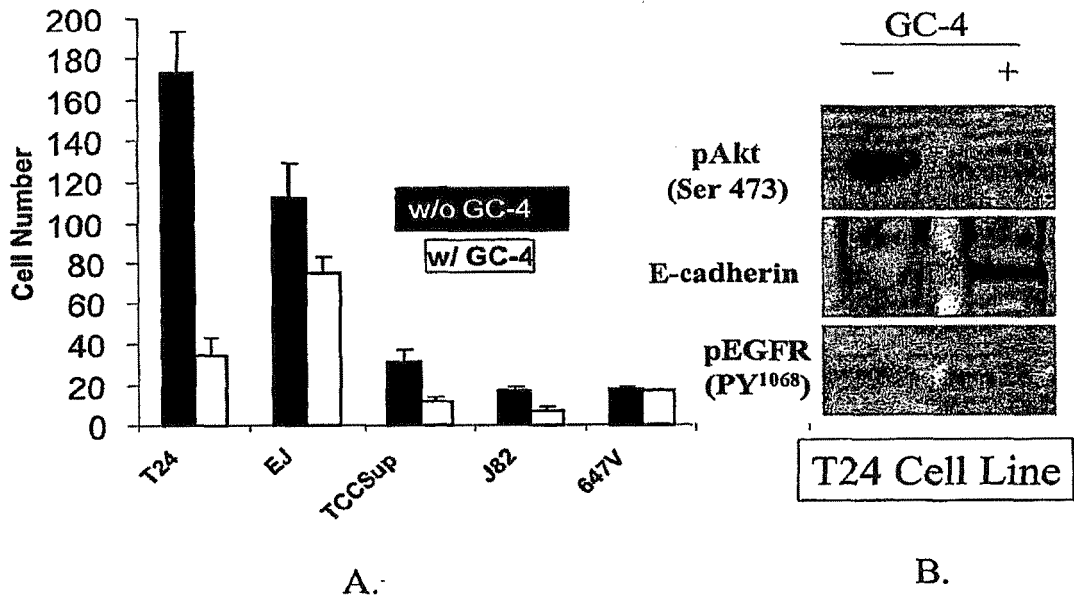 200
180
160
140
120
100
80
60
40
20
0
Cell Number
w/o GC-4
w/ GC-4
T24
EJ
TCCSup
J82
647V
A.
GC-4
− +
pAkt
(Ser 473)
E-cadherin
pEGFR
(PY¹⁰⁶⁸)
T24 Cell Line
B.